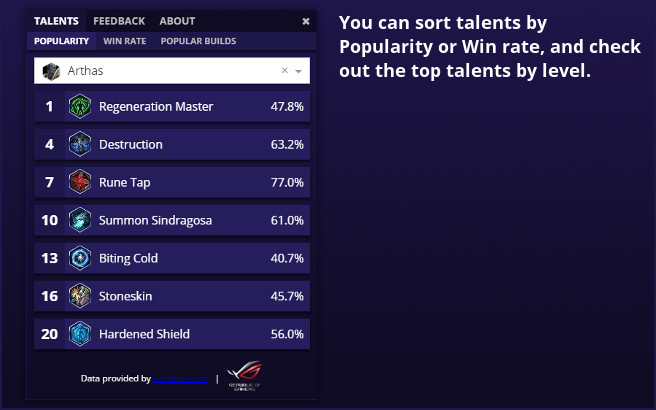 TALENTS FEEDBACK ABOUT ×
POPULARITY WIN RATE POPULAR BUILDS
Arthas ×
1 Regeneration Master 47.8%
4 Destruction 63.2%
7 Rune Tap 77.0%
10 Summon Sindragosa 61.0%
13 Biting Cold 40.7%
16 Stoneskin 45.7%
20 Hardened Shield 56.0%
Data provided by |
REPUBLIC OF
GAMERS
You can sort talents by
Popularity or Win rate, and check
out the top talents by level.